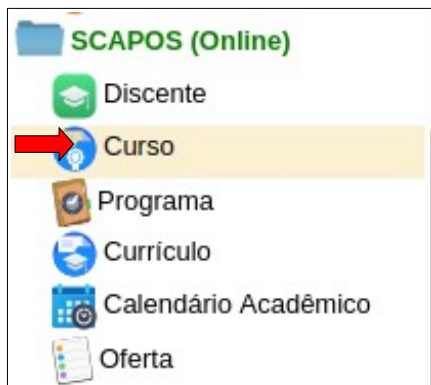 SCAPOS (Online)
Discente
Curso
Programa
Currículo
Calendário Acadêmico
Oferta